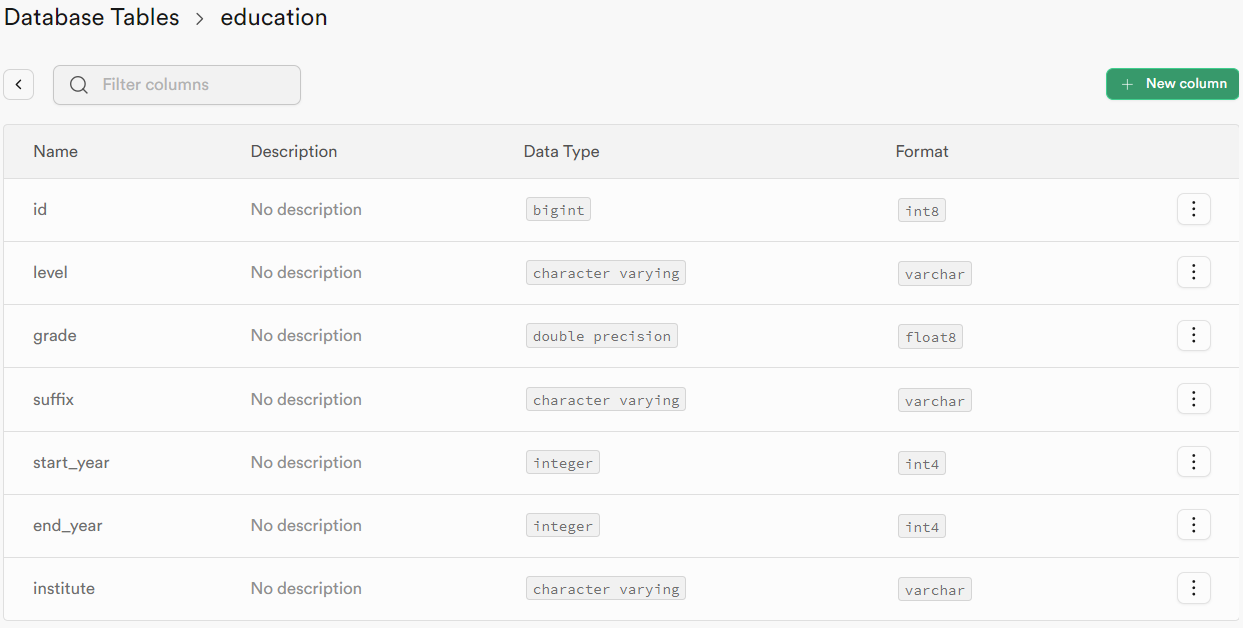 Database Tables > education
Filter columns
+ New column
Name Description Data Type Format
id No description bigint int8
level No description character varying varchar
grade No description double precision float8
suffix No description character varying varchar
start_year No description integer int4
end_year No description integer int4
institute No description character varying varchar